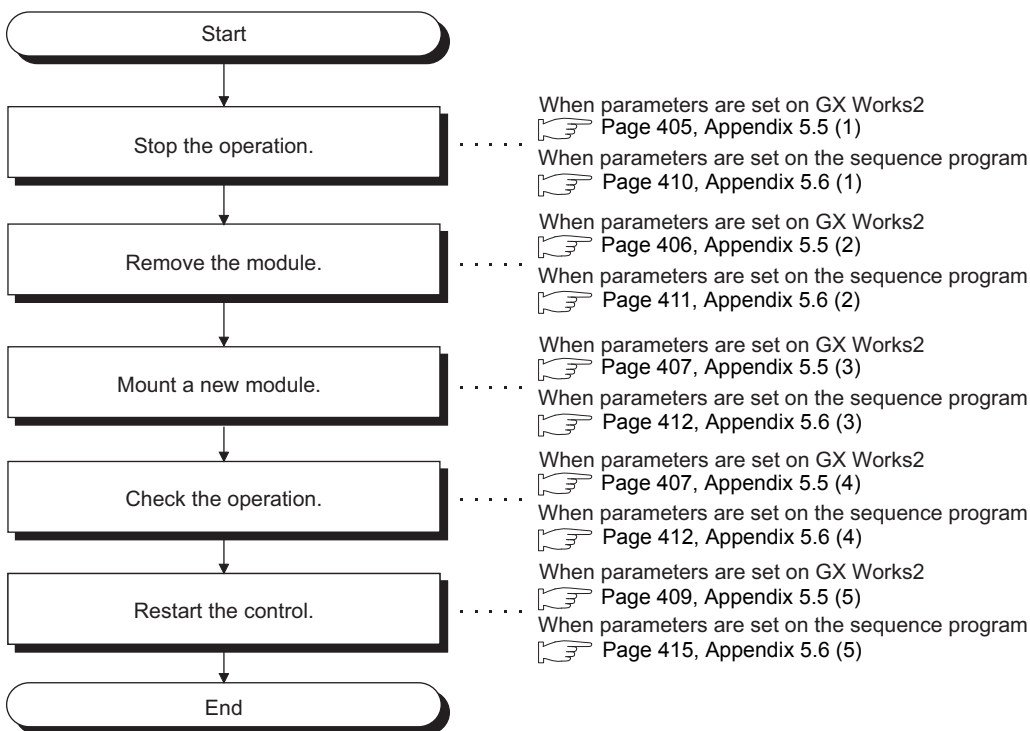 Start
Stop the operation.
When parameters are set on GX Works2
Page 405, Appendix 5.5 (1)
When parameters are set on the sequence program
Page 410, Appendix 5.6 (1)
Remove the module.
When parameters are set on GX Works2
Page 406, Appendix 5.5 (2)
When parameters are set on the sequence program
Page 411, Appendix 5.6 (2)
Mount a new module.
When parameters are set on GX Works2
Page 407, Appendix 5.5 (3)
When parameters are set on the sequence program
Page 412, Appendix 5.6 (3)
Check the operation.
When parameters are set on GX Works2
Page 407, Appendix 5.5 (4)
When parameters are set on the sequence program
Page 412, Appendix 5.6 (4)
Restart the control.
When parameters are set on GX Works2
Page 409, Appendix 5.5 (5)
When parameters are set on the sequence program
Page 415, Appendix 5.6 (5)
End